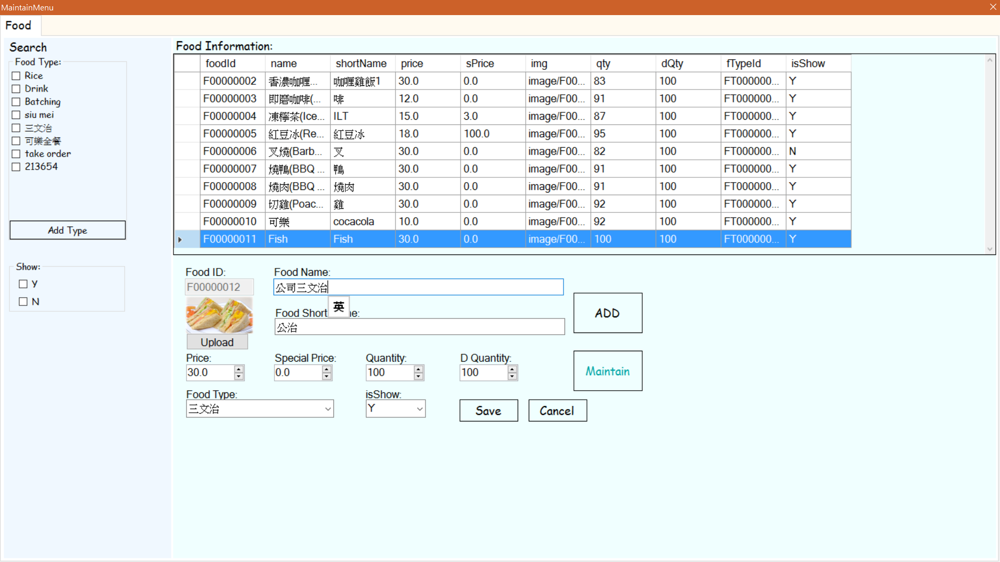 MaintainMenu
Food
Search
Food Type:
Rice
Drink
Batching
siu mei
三文治
可樂全餐
take order
213654
Add Type
Show:
Y
N
Food Information:
foodId name shortName price sPrice img qty dQty fTypeId isShow
F00000002 香濃咖喱... 咖喱雞飯1 30.0 0.0 image/F00... 83 100 FT000000... Y
F00000003 即磨咖啡(... 啡 12.0 0.0 image/F00... 91 100 FT000000... Y
F00000004 凍檸茶(Ice... ILT 15.0 3.0 image/F00... 87 100 FT000000... Y
F00000005 紅豆冰(Re... 紅豆冰 18.0 100.0 image/F00... 95 100 FT000000... Y
F00000006 叉燒(Barb... 叉 30.0 0.0 image/F00... 82 100 FT000000... N
F00000007 燒鴨(BBQ ... 鴨 30.0 0.0 image/F00... 91 100 FT000000... Y
F00000008 燒肉(BBQ ... 燒肉 30.0 0.0 image/F00... 91 100 FT000000... Y
F00000009 切雞(Poac... 雞 30.0 0.0 image/F00... 92 100 FT000000... Y
F00000010 可樂 cocacola 10.0 0.0 image/F00... 92 100 FT000000... Y
F00000011 Fish Fish 30.0 0.0 image/F00... 100 100 FT000000... Y
Food ID: Food Name:
F00000012 公司三文治
英
Food Short e:
公治
ADD
Upload
Price: Special Price: Quantity: D Quantity:
30.0 0.0 100 100
Maintain
Food Type: isShow:
三文治 Y
Save Cancel